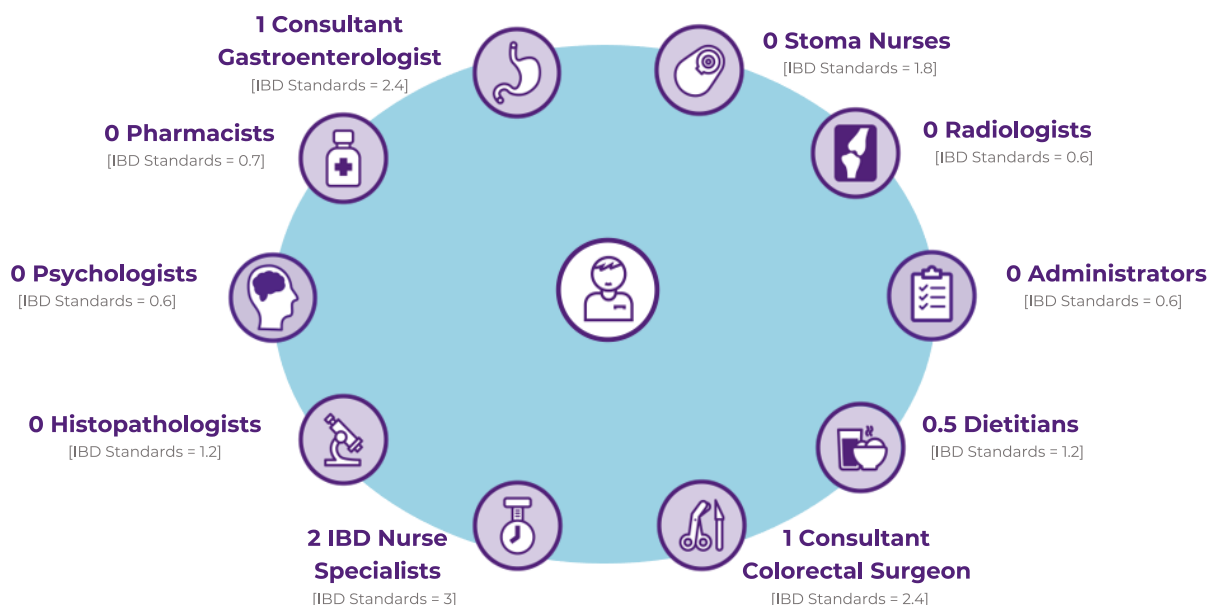 1 Consultant
Gastroenterologist
[IBD Standards = 2.4]
0 Stoma Nurses
[IBD Standards = 1.8]
0 Pharmacists
[IBD Standards = 0.7]
0 Radiologists
[IBD Standards = 0.6]
0 Psychologists
[IBD Standards = 0.6]
0 Administrators
[IBD Standards = 0.6]
0 Histopathologists
[IBD Standards = 1.2]
0.5 Dietitians
[IBD Standards = 1.2]
2 IBD Nurse
Specialists
[IBD Standards = 3]
1 Consultant
Colorectal Surgeon
[IBD Standards = 2.4]